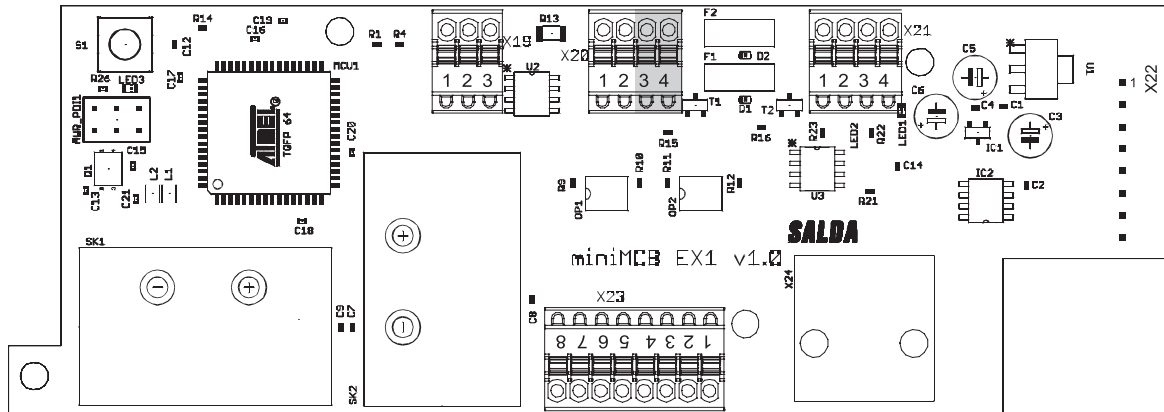 S1
R14
C19
C16
C12
R26
LED3
C17
MCU1
AWR_PDI1
ATMEL
®
TQFP 64
C20
D1
C15
C13
C21
L2
L1
C18
R1
R4
X19
1 2 3
R13
U2
X20
1 2 3 4
F2
F1
D2
D1
T1
T2
R15
R16
X21
1 2 3 4
R23
LED2
R22
LED1
C6
C5
C4
C1
IC1
C3
U1
X22
1
R9
OP1
R10
R11
OP2
R12
U3
C14
R21
IC2
C2
SALDA
miniMCB EX1 v1.0
SK1
C9
C7
SK2
C8
X23
8 7 6 5 4 3 2 1
X24